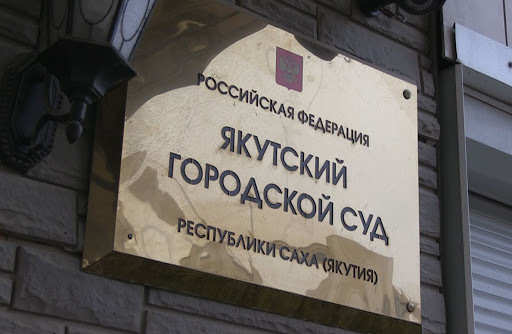 РОССИЙСКАЯ ФЕДЕРАЦИЯ
ЯКУТСКИЙ
ГОРОДСКОЙ СУД
РЕСПУБЛИКИ САХА (ЯКУТИЯ)